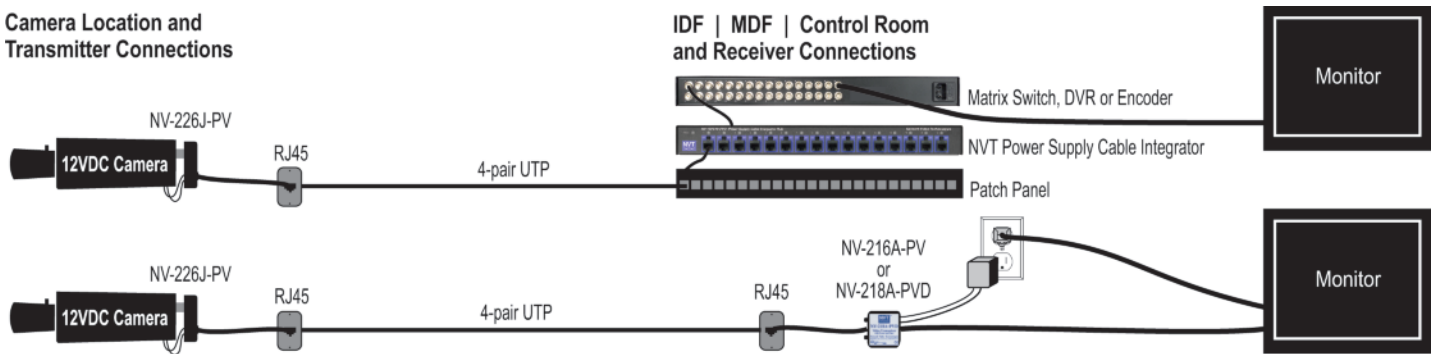 Camera Location and
Transmitter Connections
IDF | MDF | Control Room
and Receiver Connections
Monitor
Matrix Switch, DVR or Encoder
NV-226J-PV
12VDC Camera
RJ45
4-pair UTP
NVT
NVT Power Supply Cable Integrator
Patch Panel
NV-216A-PV
or
NV-218A-PVD
NV-226J-PV
12VDC Camera
RJ45
4-pair UTP
RJ45
NVT
Monitor